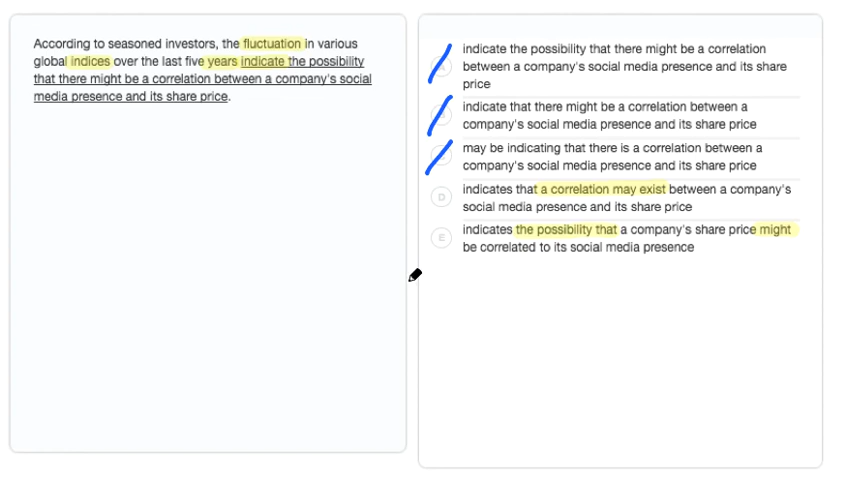 According to seasoned investors, the fluctuation in various
global indices over the last five years indicate the possibility
that there might be a correlation between a company's social
media presence and its share price.
indicate the possibility that there might be a correlation
between a company's social media presence and its share
price
indicate that there might be a correlation between a
company's social media presence and its share price
may be indicating that there is a correlation between a
company's social media presence and its share price
D indicates that a correlation may exist between a company's
social media presence and its share price
E indicates the possibility that a company's share price might
be correlated to its social media presence